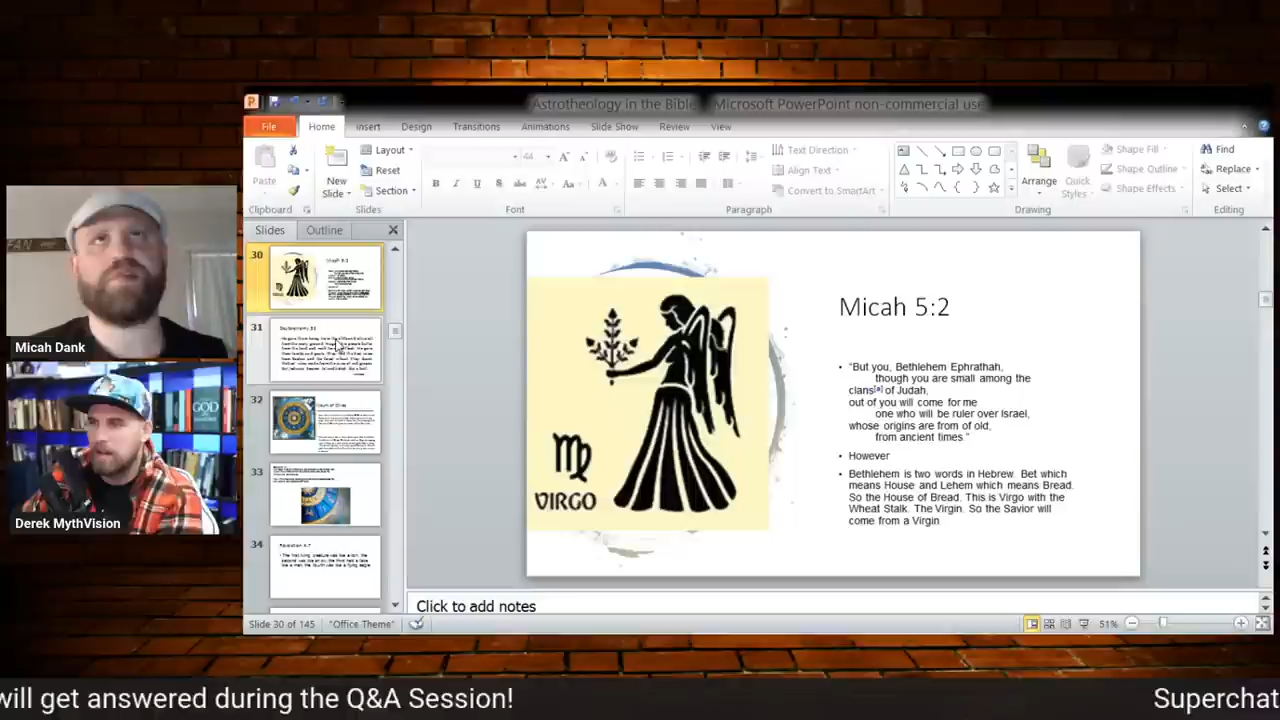 Astrotheology in the Bible - Microsoft PowerPoint non-commercial use
File Home Insert Design Transitions Animations Slide Show Review View
Paste
New
Slide
Layout
Reset
Section
44
Text Direction
Align Text
Convert to SmartArt
Arrange
Quick
Styles
Shape Fill
Shape Outline
Shape Effects
Find
Replace
Select
Clipboard Slides Font Paragraph Drawing Editing
Slides Outline
30
Micah 5:2
31
32
33
34
FAN
Micah Dank
GOD
Derek MythVision
VIRGO
Micah 5:2
• “But you, Bethlehem Ephrathah,
though you are small among the
clans[a] of Judah,
out of you will come for me
one who will be ruler over Israel,
whose origins are from of old,
from ancient times.”
• However
• Bethlehem is two words in Hebrew. Bet which
means House and Lehem which means Bread.
So the House of Bread. This is Virgo with the
Wheat Stalk. The Virgin. So the Savior will
come from a Virgin
Click to add notes
Slide 30 of 145 "Office Theme" 51%
will get answered during the Q&A Session! Superchat